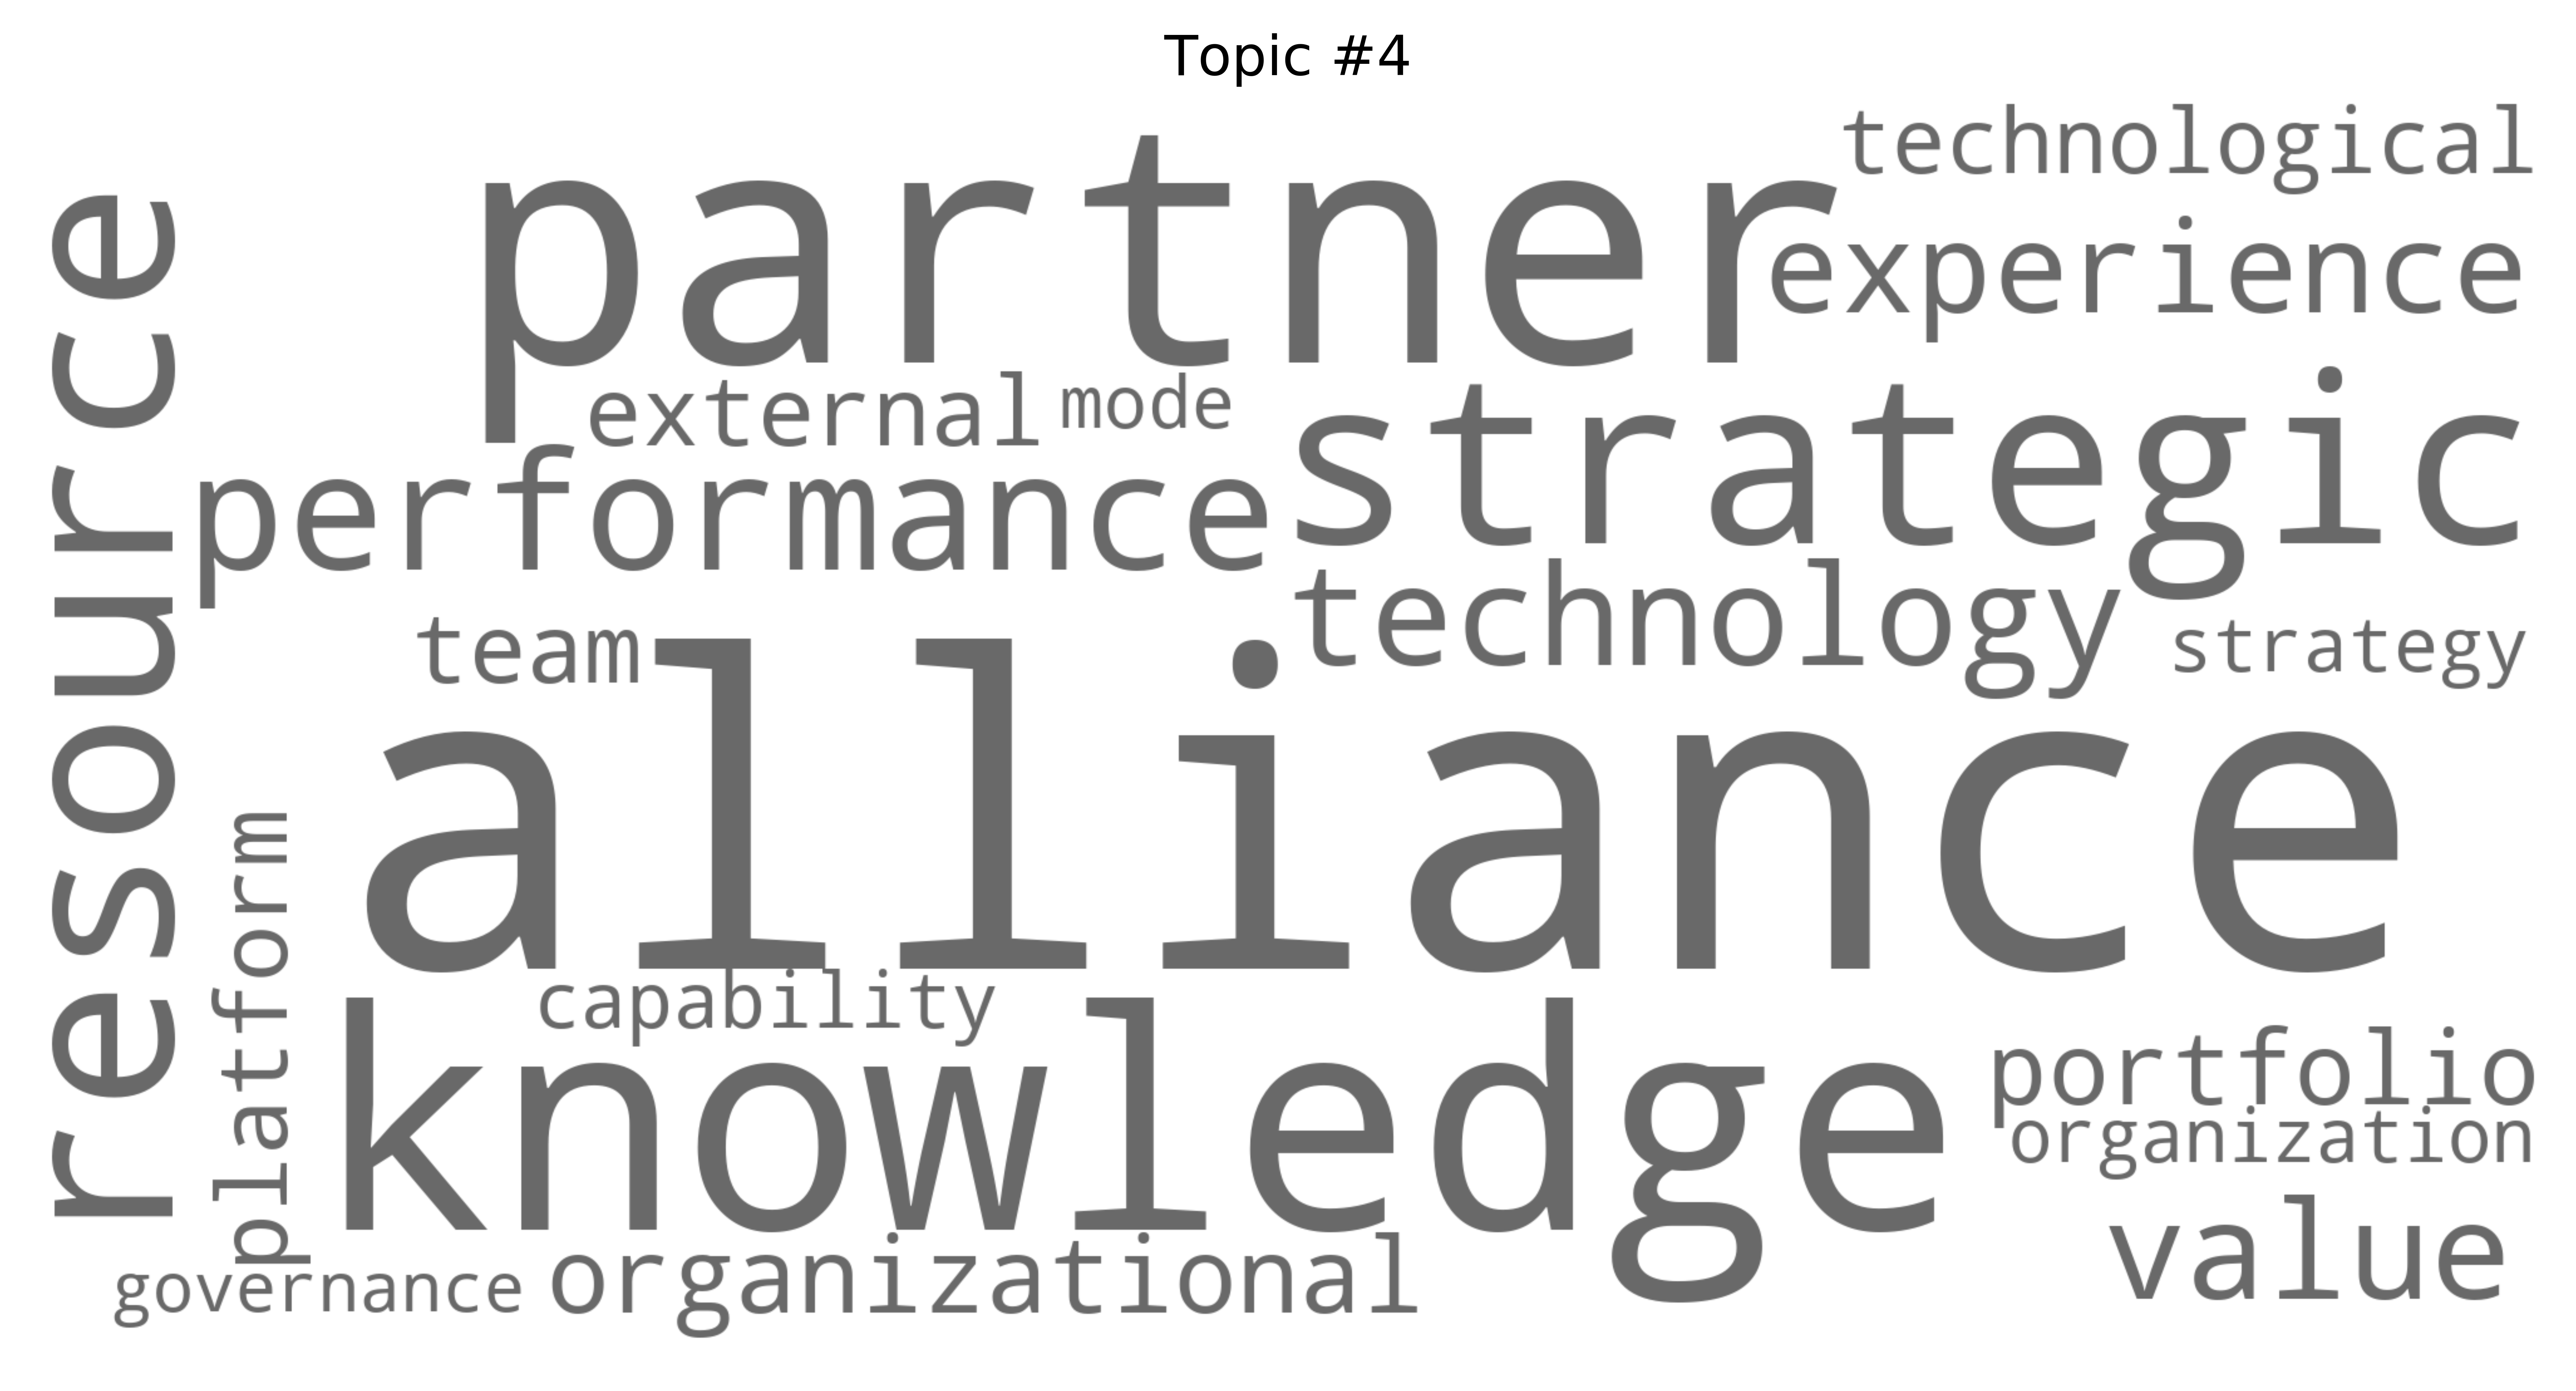 Topic #4
technological
partner
experience
resource
external
mode
strategic
performance
technology
team
strategy
alliance
platform
capability
knowledge
portfolio
organization
value
governance
organizational